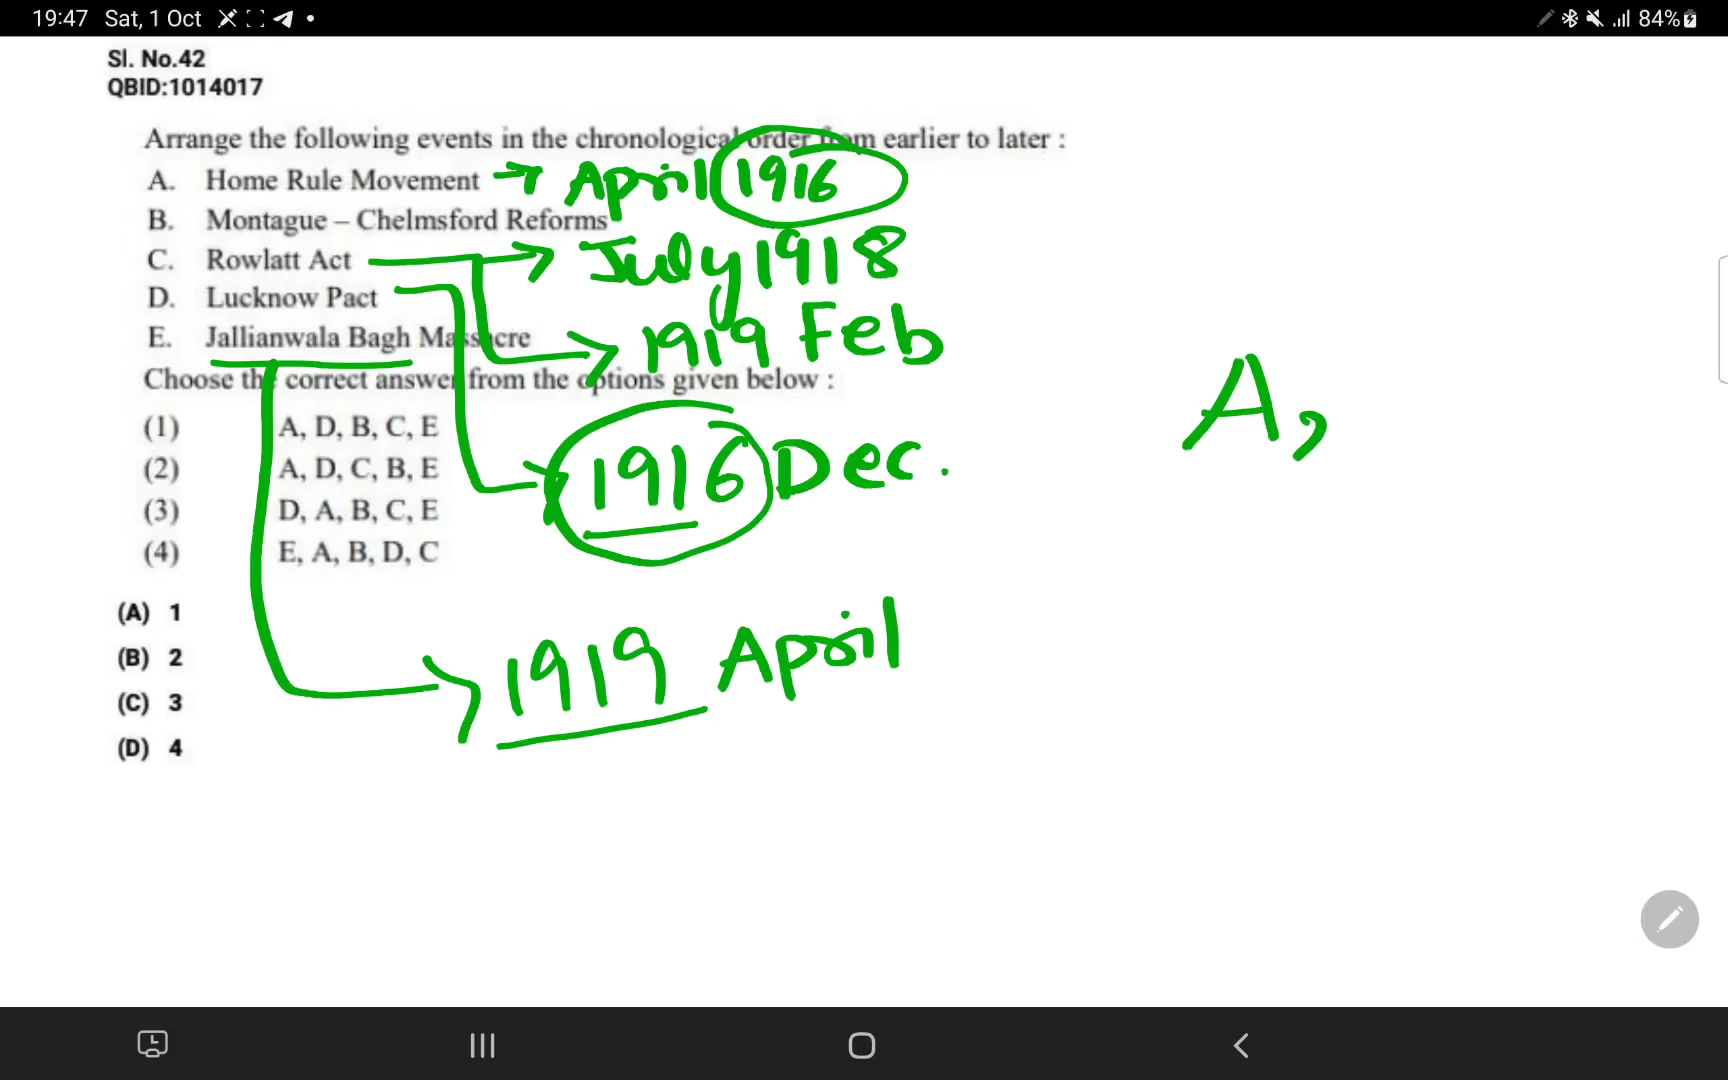 19:47 Sat, 1 Oct 84%
Sl. No.42
QBID:1014017
Arrange the following events in the chronological order from earlier to later :
A. Home Rule Movement → April 1916
B. Montague – Chelmsford Reforms
July 1918
C. Rowlatt Act
D. Lucknow Pact
1919 Feb
E. Jallianwala Bagh Massacre
Choose the correct answer from the options given below :
A,
(1) A, D, B, C, E
(2) A, D, C, B, E
1916 Dec.
(3) D, A, B, C, E
(4) E, A, B, D, C
(A) 1
(B) 2
1919 April
(C) 3
(D) 4